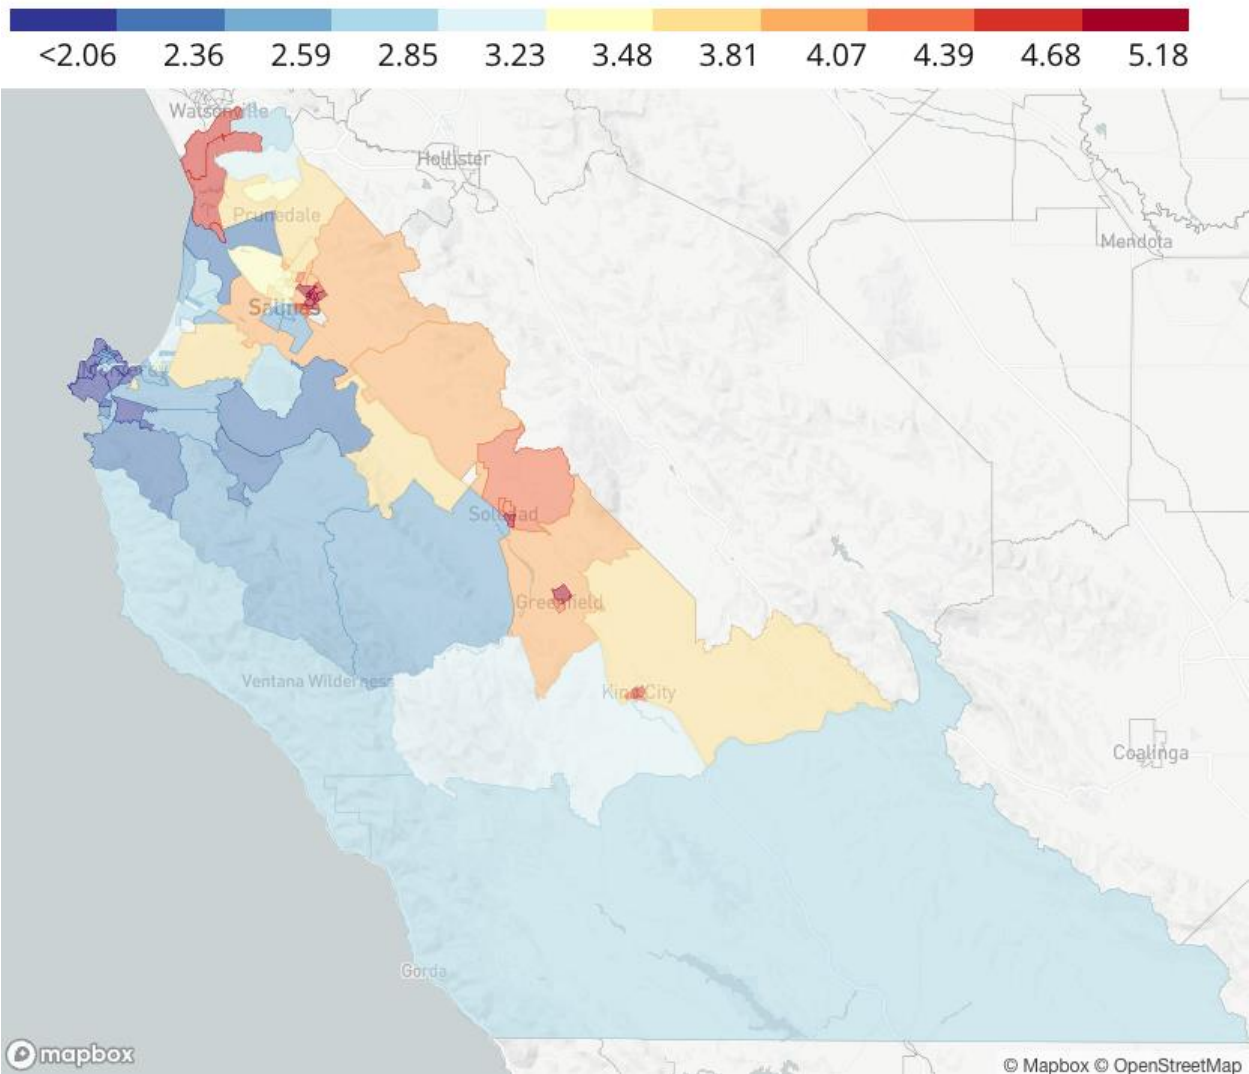 <2.06 2.36 2.59 2.85 3.23 3.48 3.81 4.07 4.39 4.68 5.18
Watsonville
Hollister
Prunedale
Mendota
Salinas
Monterey
Soledad
Greenfield
Ventana Wilderness
King City
Coalinga
Gorda
mapbox
© Mapbox © OpenStreetMap